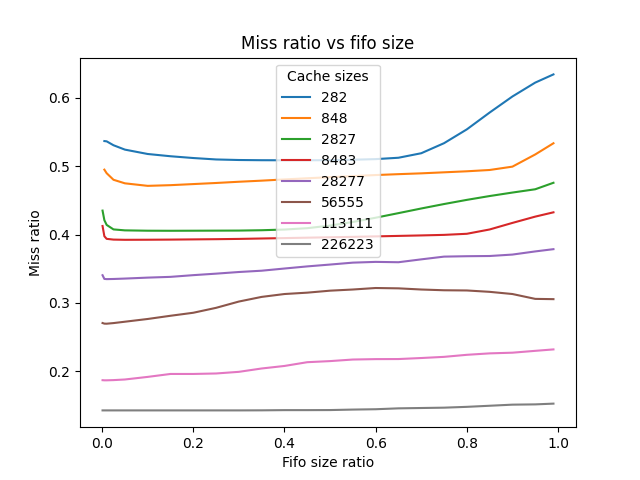 Miss ratio vs fifo size
Cache sizes
282
848
2827
8483
28277
56555
113111
226223
Miss ratio
0.6
0.5
0.4
0.3
0.2
0.0 0.2 0.4 0.6 0.8 1.0
Fifo size ratio